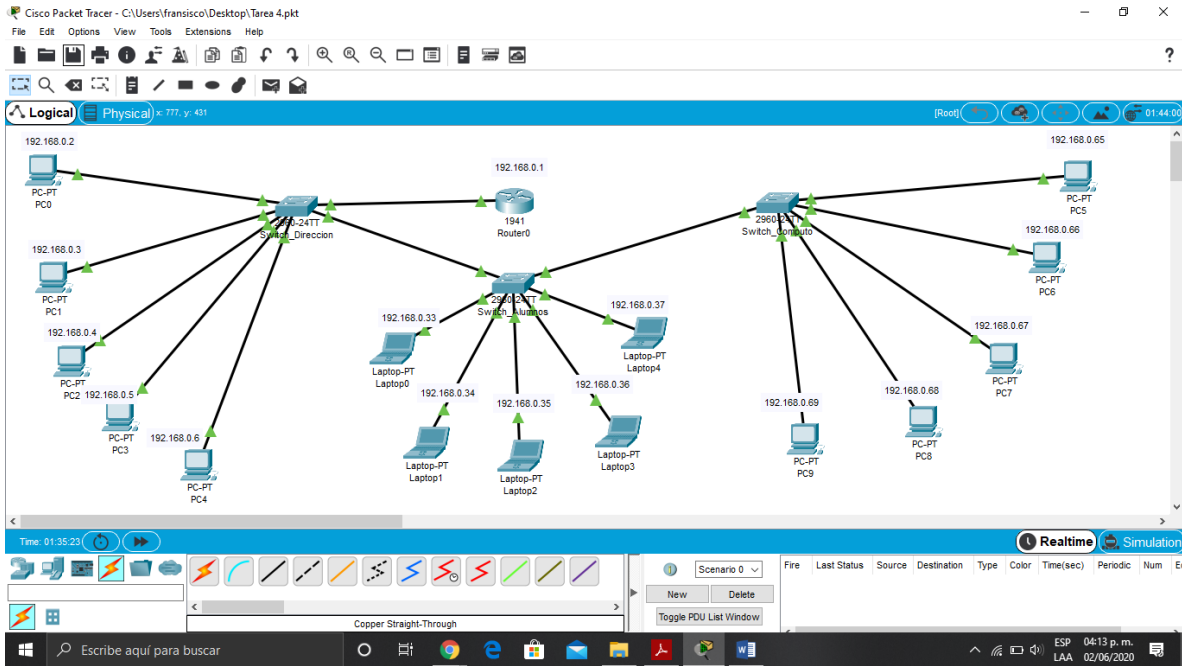 Cisco Packet Tracer - C:\Users\fransisco\Desktop\Tarea 4.pkt
File Edit Options View Tools Extensions Help
?
Logical Physical x: 777, y: 431 [Root] 01:44:00
192.168.0.2
PC-PT
PC0
192.168.0.3
PC-PT
PC1
192.168.0.4
PC-PT
PC2
192.168.0.5
PC-PT
PC3
192.168.0.6
PC-PT
PC4
2960-24TT
Switch_Direccion
192.168.0.1
1941
Router0
2960-24TT
Switch_Alumnos
192.168.0.33
Laptop-PT
Laptop0
192.168.0.34
Laptop-PT
Laptop1
192.168.0.35
Laptop-PT
Laptop2
192.168.0.36
Laptop-PT
Laptop3
192.168.0.37
Laptop-PT
Laptop4
2960-24TT
Switch_Computo
192.168.0.65
PC-PT
PC5
192.168.0.66
PC-PT
PC6
192.168.0.67
PC-PT
PC7
192.168.0.68
PC-PT
PC8
192.168.0.69
PC-PT
PC9
Time: 01:35:23 Realtime Simulation
Scenario 0
New Delete
Toggle PDU List Window
Fire Last Status Source Destination Type Color Time(sec) Periodic Num
Copper Straight-Through
Escribe aquí para buscar
ESP 04:13 p. m.
LAA 02/06/2020